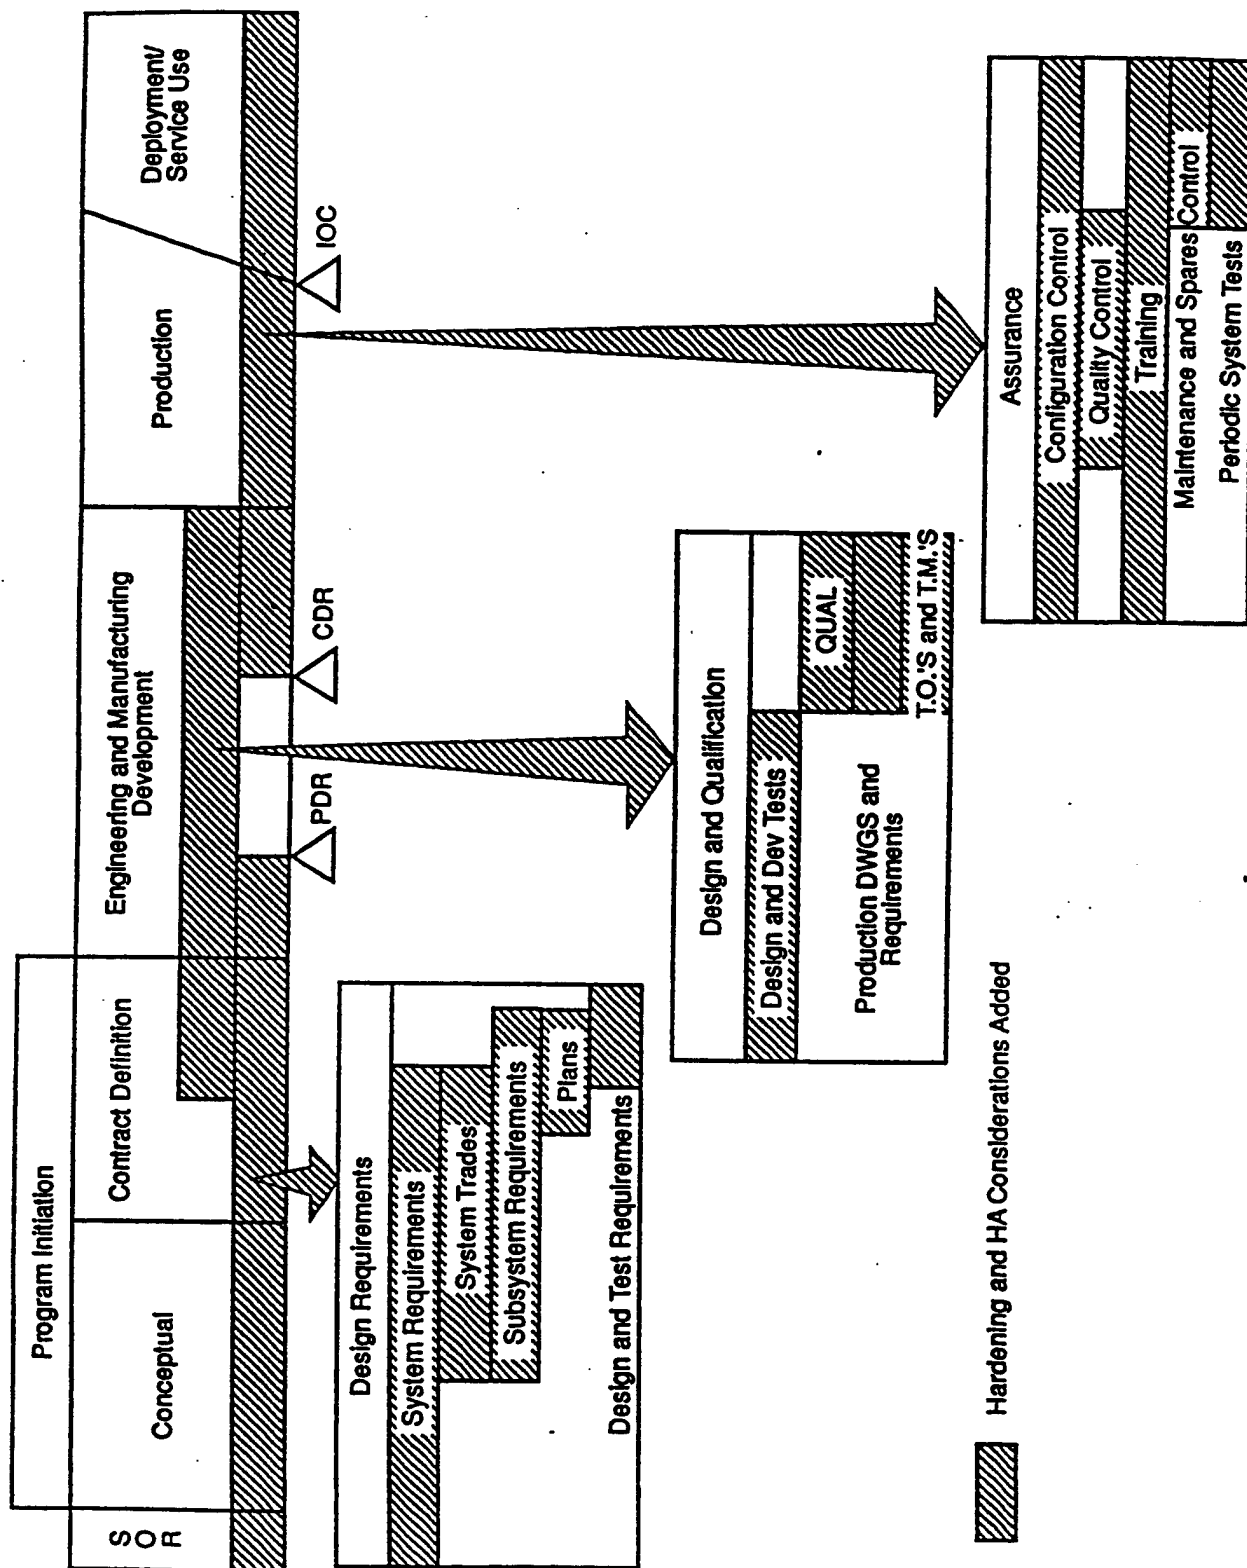 Program Initiation
S
O
R
Conceptual
Contract Definition
Engineering and Manufacturing
Development
Production
Deployment/
Service Use
PDR
CDR
IOC
Design Requirements
System Requirements
System Trades
Subsystem Requirements
Plans
Design and Test Requirements
Design and Qualification
Design and Dev Tests
QUAL
Production DWGS and
Requirements
T.O.'S and T.M.'S
Assurance
Configuration Control
Quality Control
Training
Maintenance and Spares Control
Periodic System Tests
Hardening and HA Considerations Added